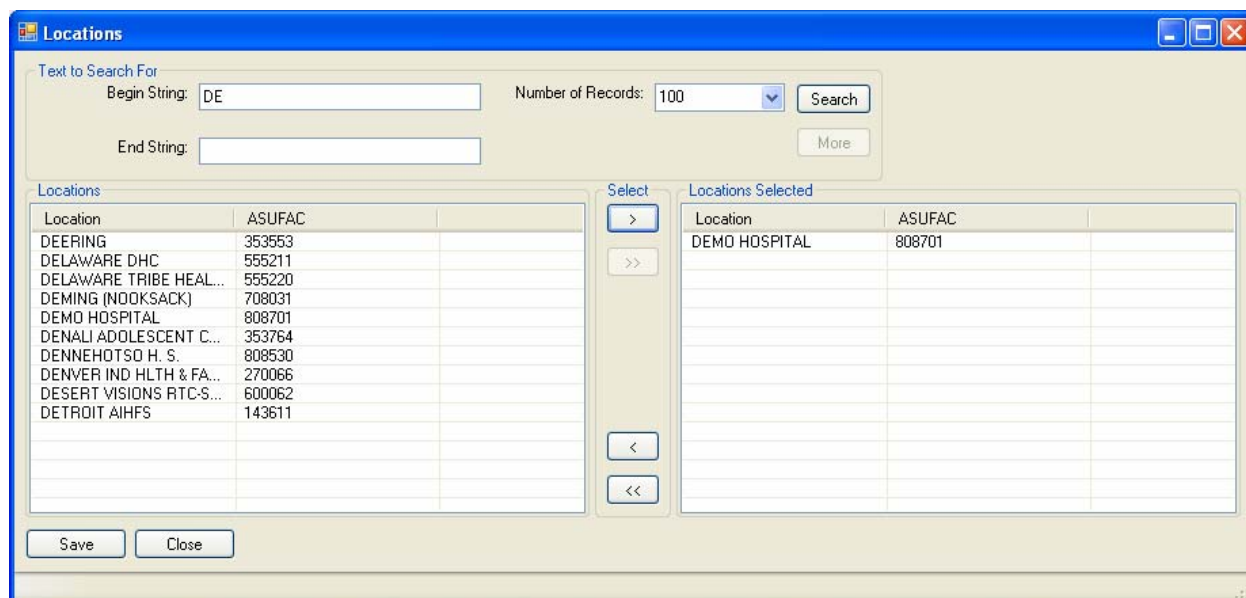 Locations
Text to Search For
Begin String: DE Number of Records: 100 Search
End String: More
Locations Select Locations Selected
Location ASUFAC > Location ASUFAC
DEERING 353553 DEMO HOSPITAL 808701
DELAWARE DHC 555211 >>
DELAWARE TRIBE HEAL... 555220
DEMING (NOOKSACK) 708031
DEMO HOSPITAL 808701
DENALI ADOLESCENT C... 353764
DENNEHOTSO H. S. 808530
DENVER IND HLTH & FA... 270066
DESERT VISIONS RTC-S... 600062
DETROIT AIHFS 143611
<
<<
Save Close